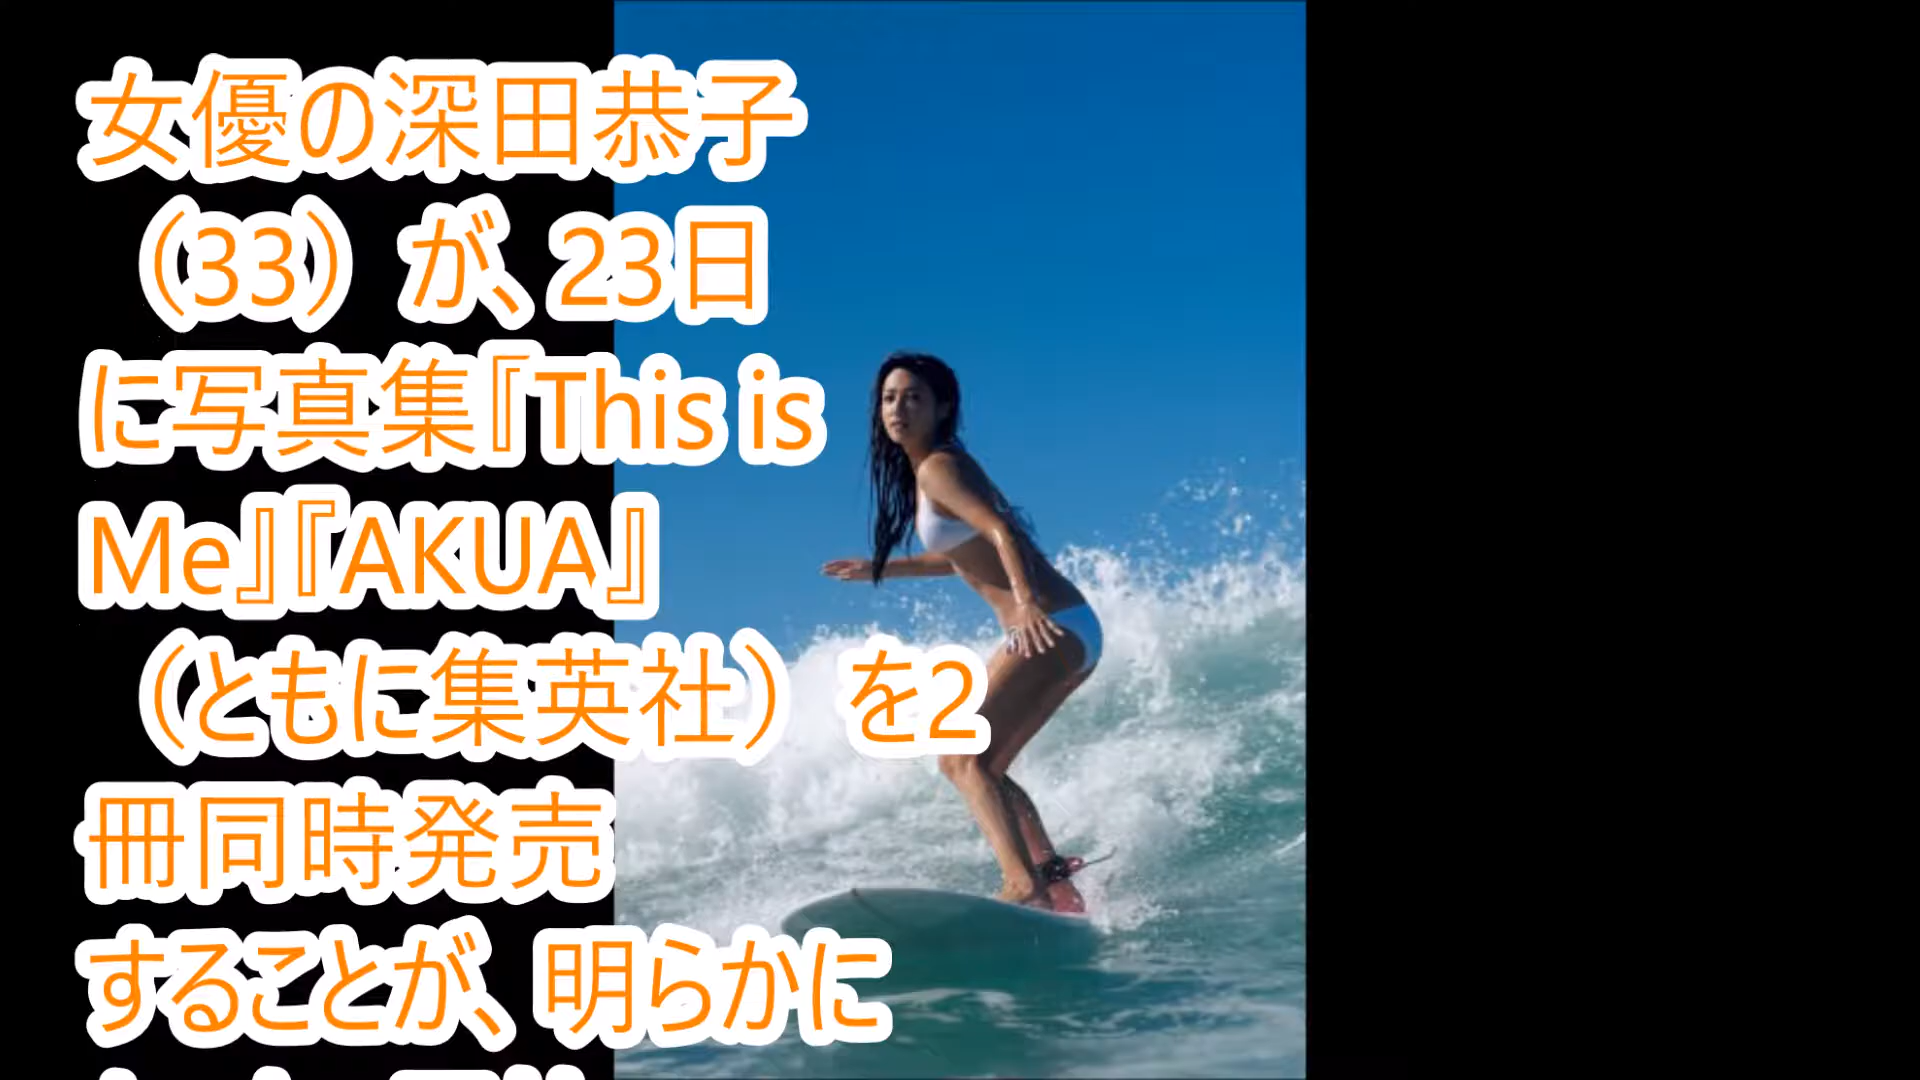 女優の深田恭子
（33）が、23日
に写真集『This is
Me』『AKUA』
（ともに集英社）を2
冊同時発売
することが、明らかに